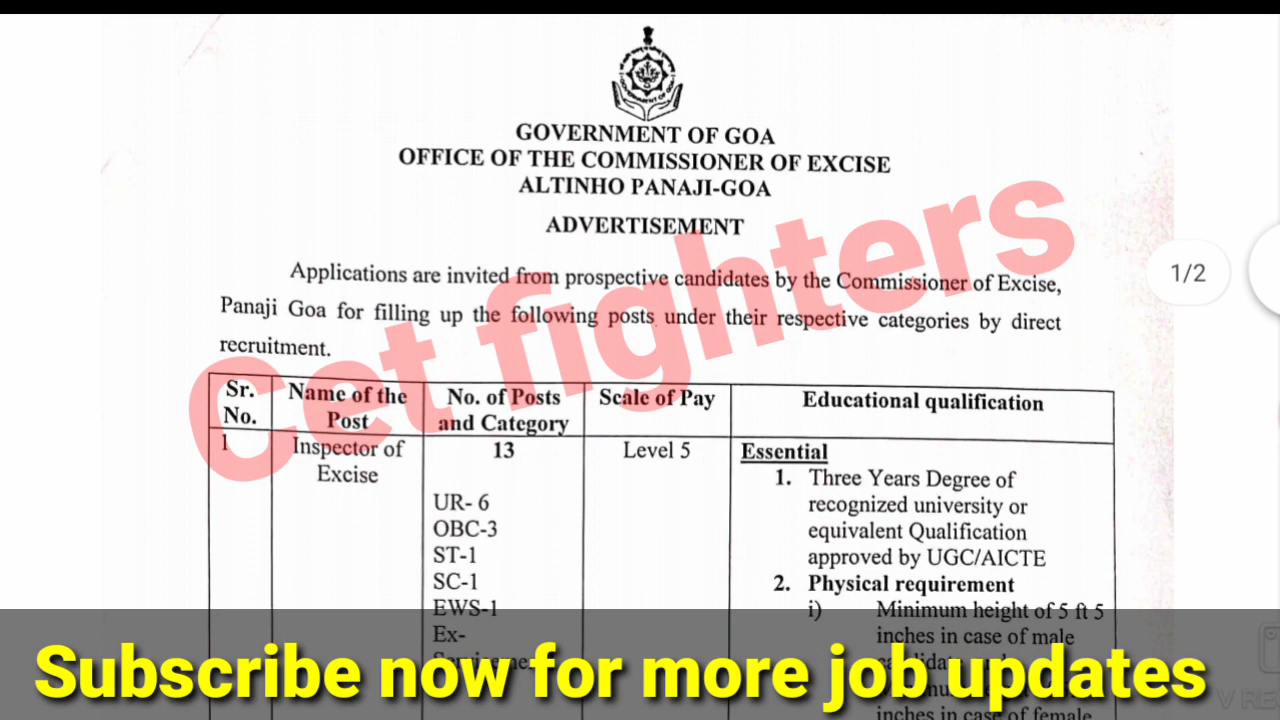 GOVERNMENT OF GOA
OFFICE OF THE COMMISSIONER OF EXCISE
ALTINHO PANAJI-GOA
ADVERTISEMENT
Applications are invited from prospective candidates by the Commissioner of Excise,
Panaji Goa for filling up the following posts under their respective categories by direct
recruitment.
Cet fighters
1/2
Sr. No.
Name of the Post
No. of Posts and Category
Scale of Pay
Educational qualification
1
Inspector of
Excise
13
UR- 6
OBC-3
ST-1
SC-1
EWS-1
Ex-
Level 5
Essential
1. Three Years Degree of
recognized university or
equivalent Qualification
approved by UGC/AICTE
2. Physical requirement
i) Minimum height of 5 ft 5
inches in case of male
inches in case of female
Subscribe now for more job updates